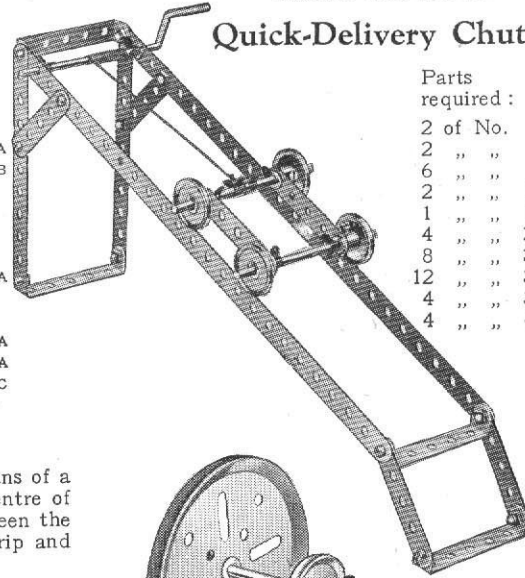 Quick-Delivery Chut
Parts
required :
2 of No.
2 „ „
6 „ „
2 „ „
1 „ „
4 „ „
8 „ „
12 „ „
4 „ „
4 „ „
A
B
A
A
A
C
ns of a
entre of
een the
rip and